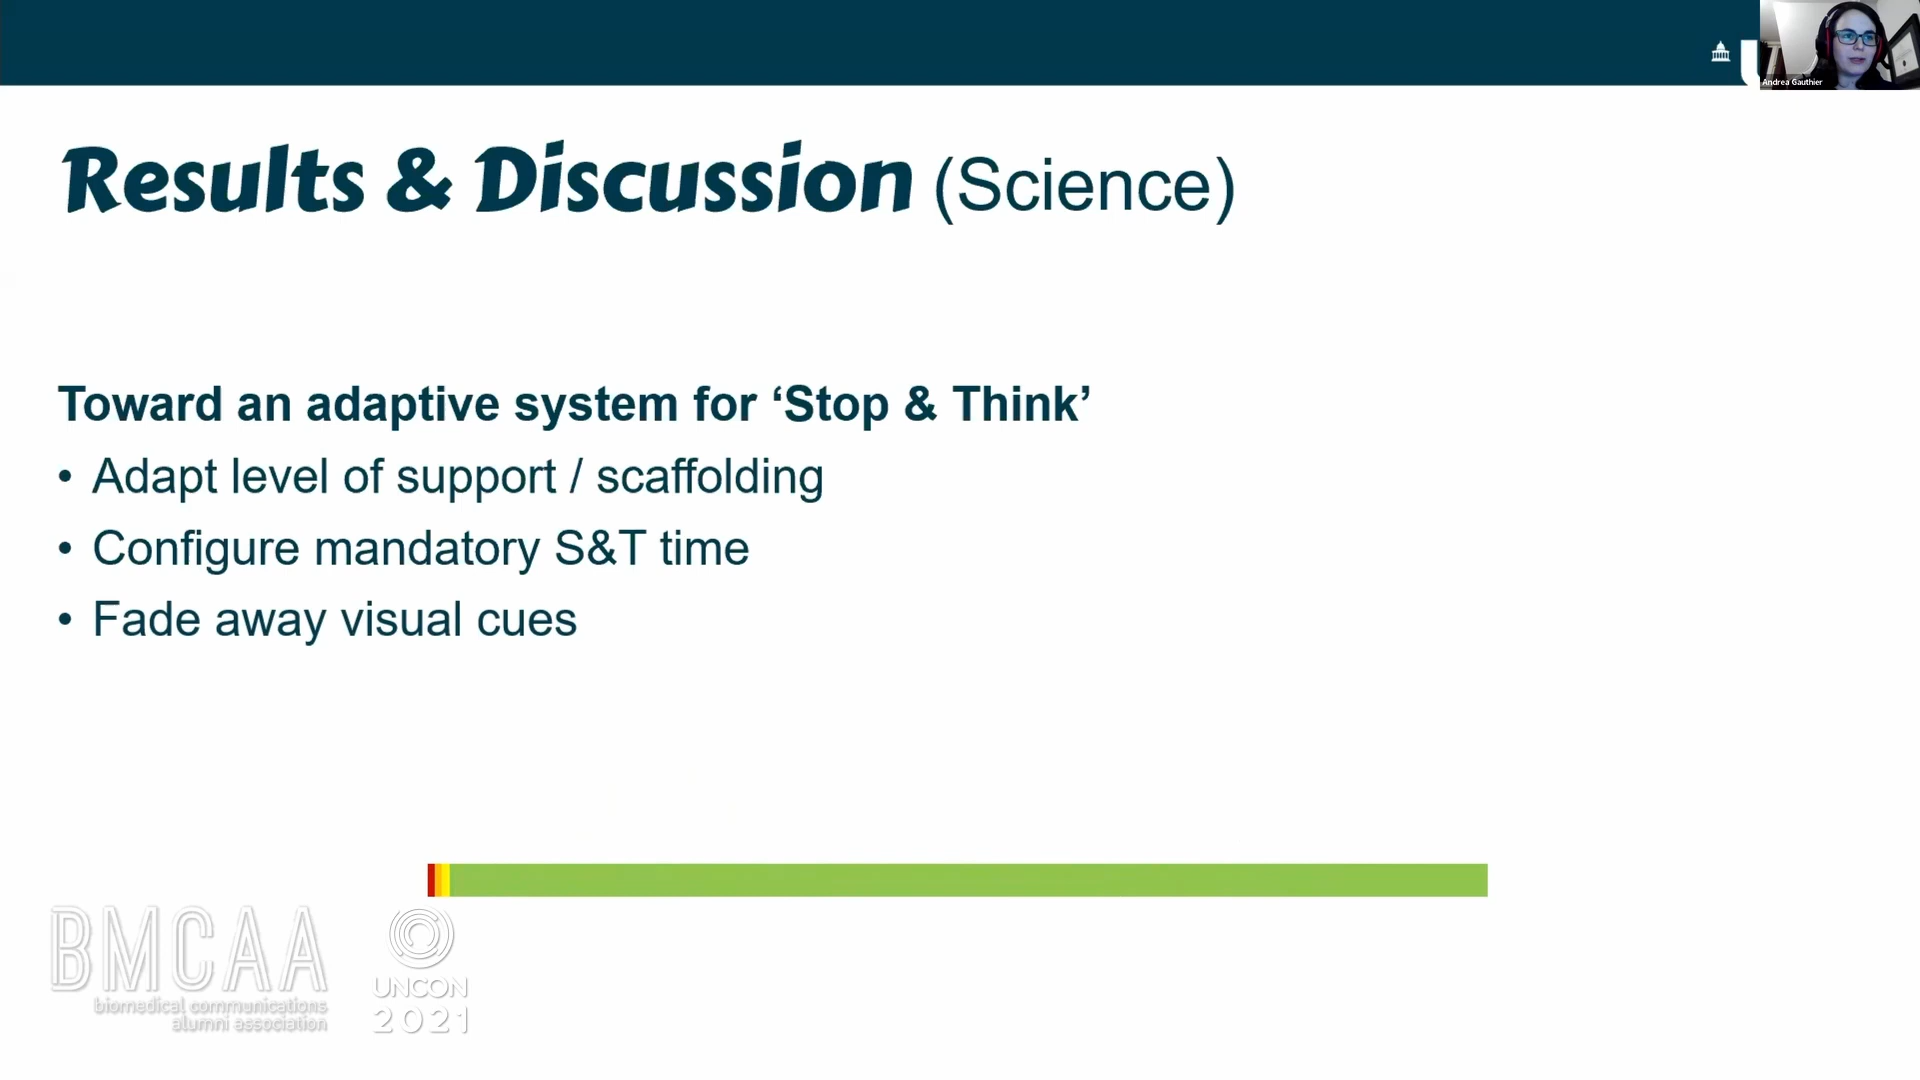 Andrea Gauthier
Results & Discussion (Science)
Toward an adaptive system for ‘Stop & Think’
• Adapt level of support / scaffolding
• Configure mandatory S&T time
• Fade away visual cues
BMCAA
biomedical communications
alumni association
UNCON
2021